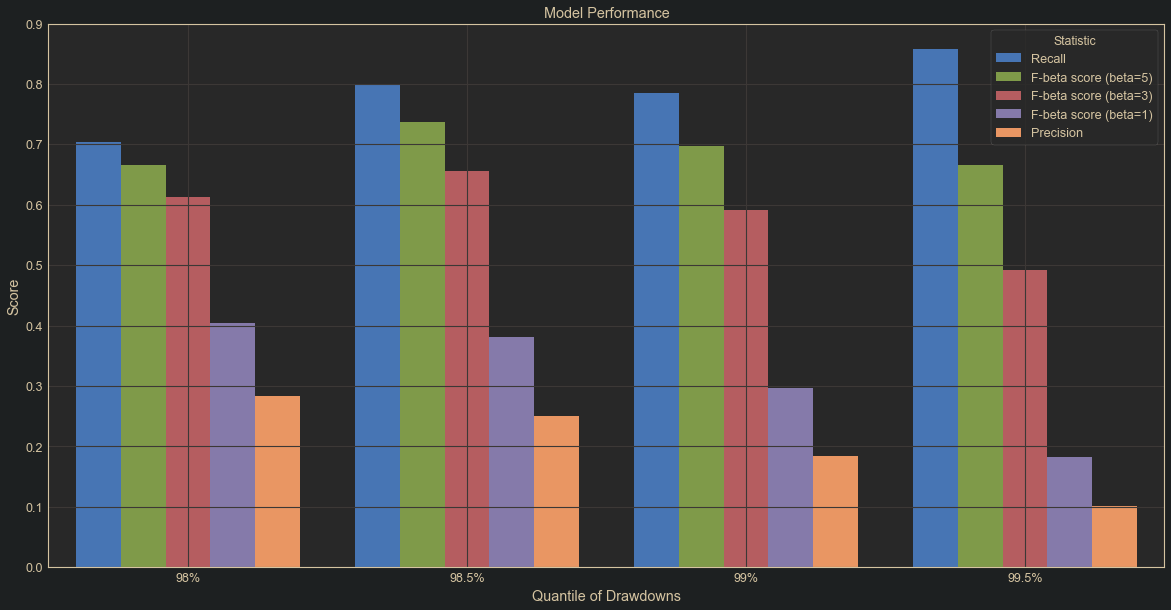 Model Performance
Statistic
Recall
F-beta score (beta=5)
F-beta score (beta=3)
F-beta score (beta=1)
Precision
Score
0.9
0.8
0.7
0.6
0.5
0.4
0.3
0.2
0.1
0.0
98%
98.5%
99%
99.5%
Quantile of Drawdowns